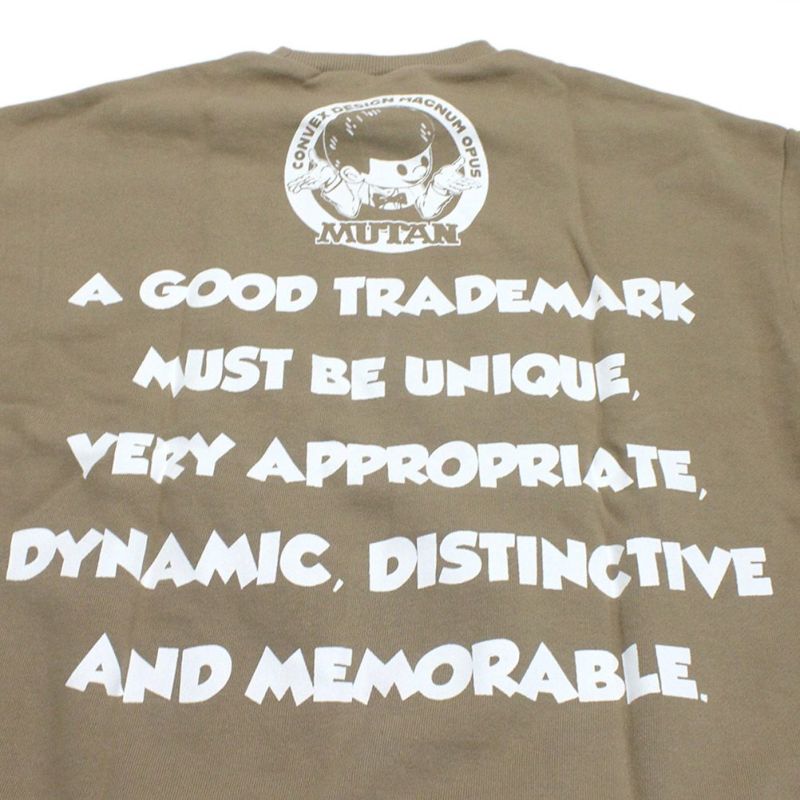 CONVEX DESIGN MAGNUM OPUS
MUTAN
A GOOD TRADEMARK
MUST BE UNIQUE,
VERY APPROPRIATE,
DYNAMIC, DISTINCTIVE
AND MEMORABLE.